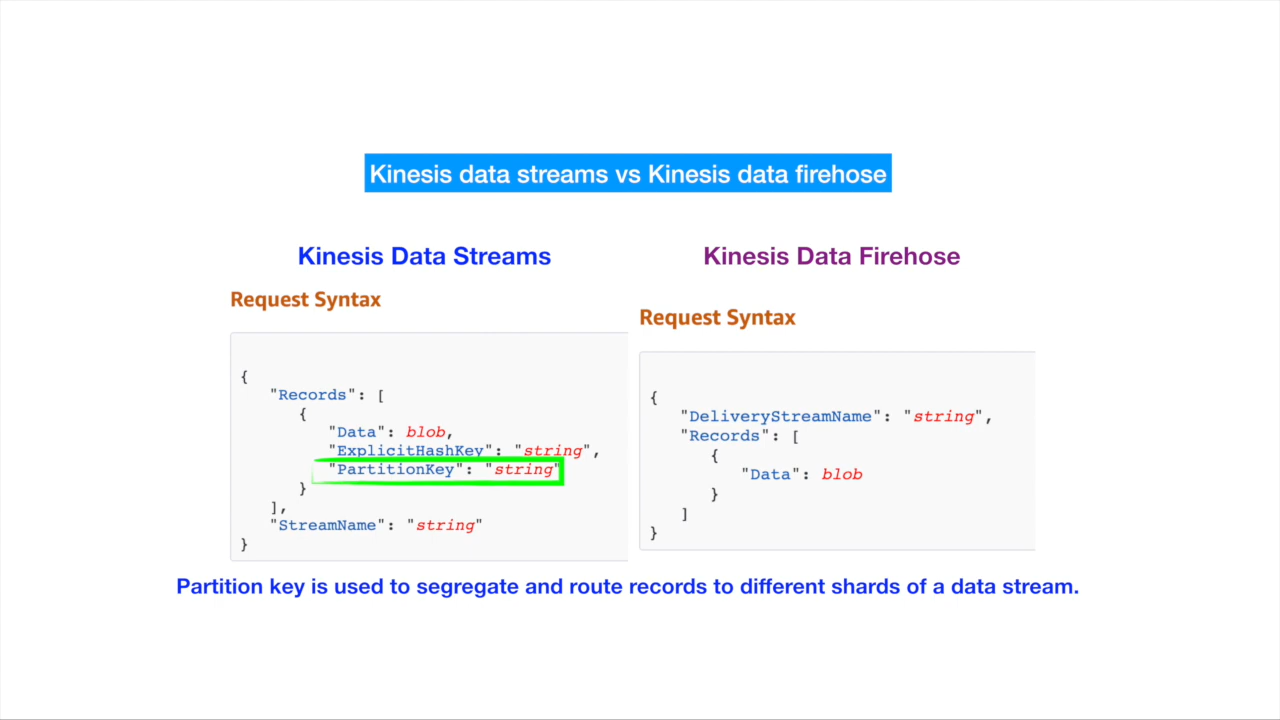 Kinesis data streams vs Kinesis data firehose
Kinesis Data Streams
Request Syntax
{
"Records": [
{
"Data": blob,
"ExplicitHashKey": "string",
"PartitionKey": "string"
}
],
"StreamName": "string"
}
Kinesis Data Firehose
Request Syntax
{
"DeliveryStreamName": "string",
"Records": [
{
"Data": blob
}
]
}
Partition key is used to segregate and route records to different shards of a data stream.